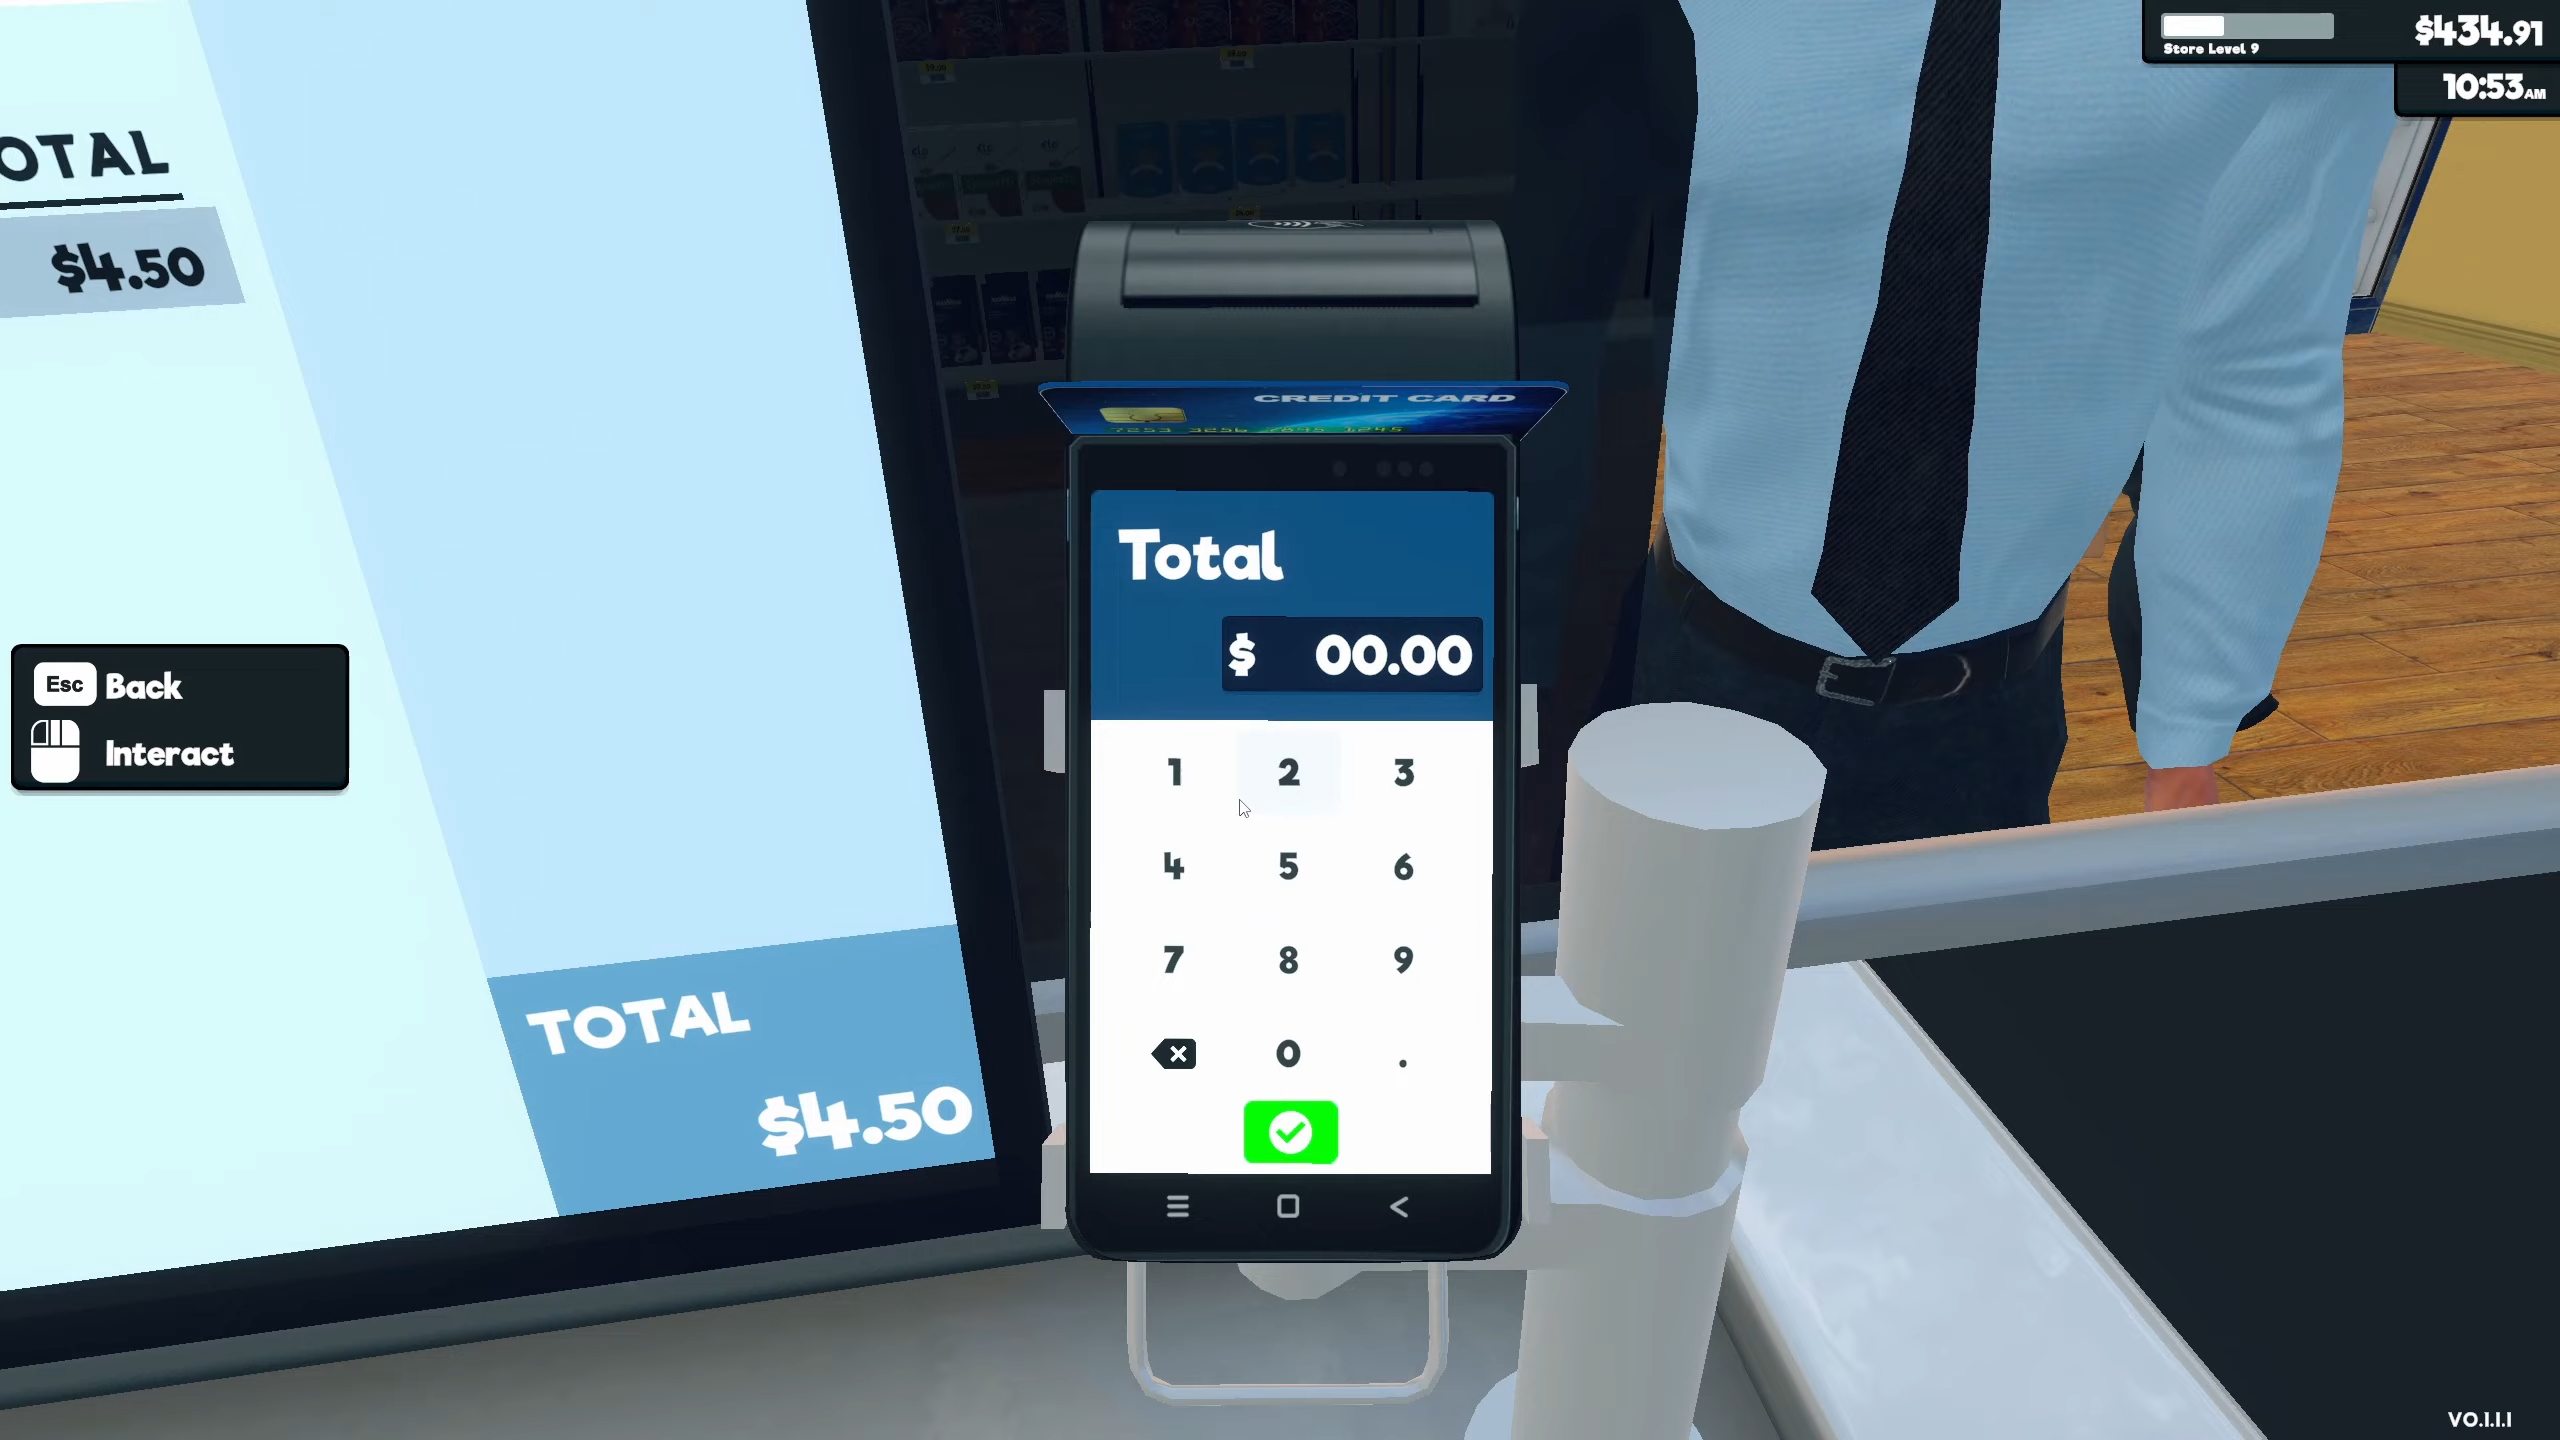 $434.91
Store Level 9
10:53AM
OTAL
$4.50
CREDIT CARD
Total
$ 00.00
Esc Back
Interact
1 2 3
4 5 6
7 8 9
0 .
TOTAL
$4.50
V0.1.1.1